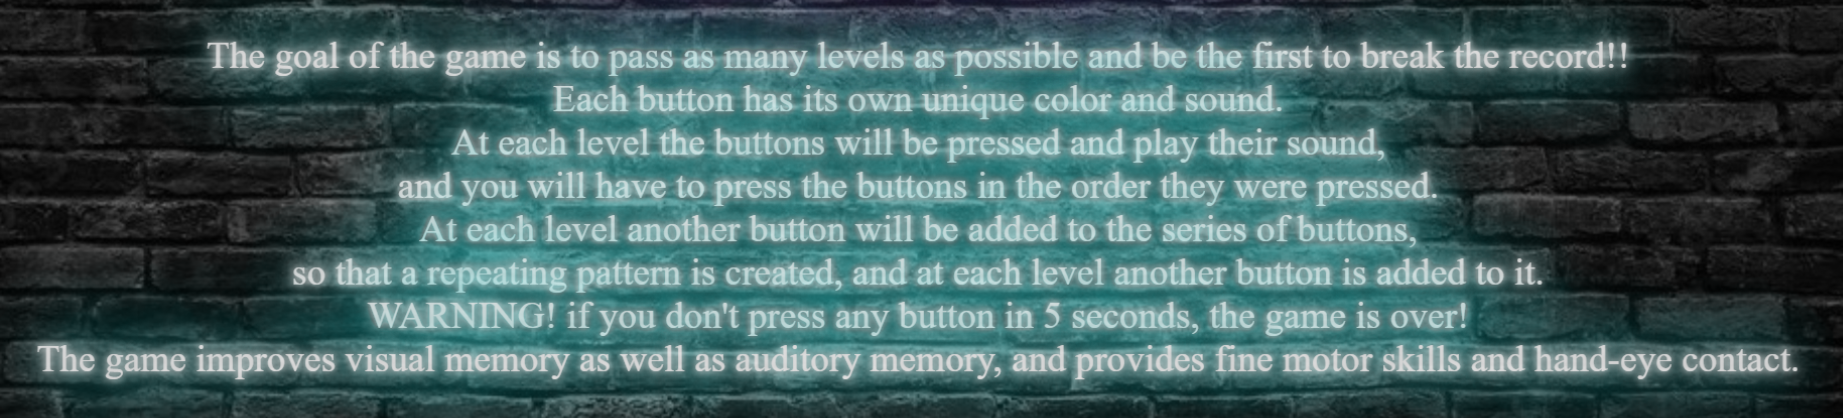 The goal of the game is to pass as many levels as possible and be the first to break the record!!
Each button has its own unique color and sound.
At each level the buttons will be pressed and play their sound,
and you will have to press the buttons in the order they were pressed.
At each level another button will be added to the series of buttons,
so that a repeating pattern is created, and at each level another button is added to it.
WARNING! if you don't press any button in 5 seconds, the game is over!
The game improves visual memory as well as auditory memory, and provides fine motor skills and hand-eye contact.